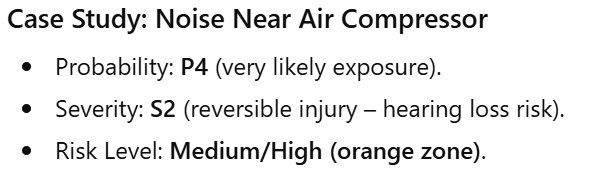 Case Study: Noise Near Air Compressor
• Probability: P4 (very likely exposure).
• Severity: S2 (reversible injury – hearing loss risk).
• Risk Level: Medium/High (orange zone).